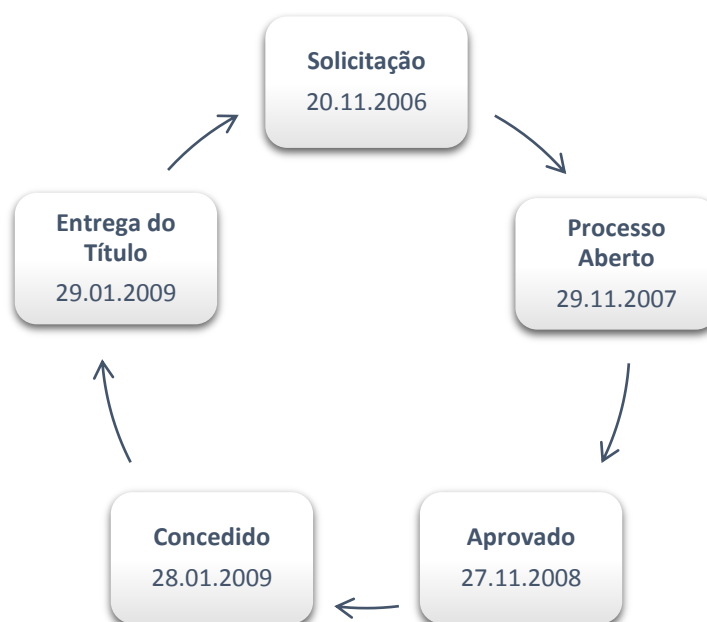 Solicitação
20.11.2006
Processo
Aberto
29.11.2007
Aprovado
27.11.2008
Concedido
28.01.2009
Entrega do
Título
29.01.2009